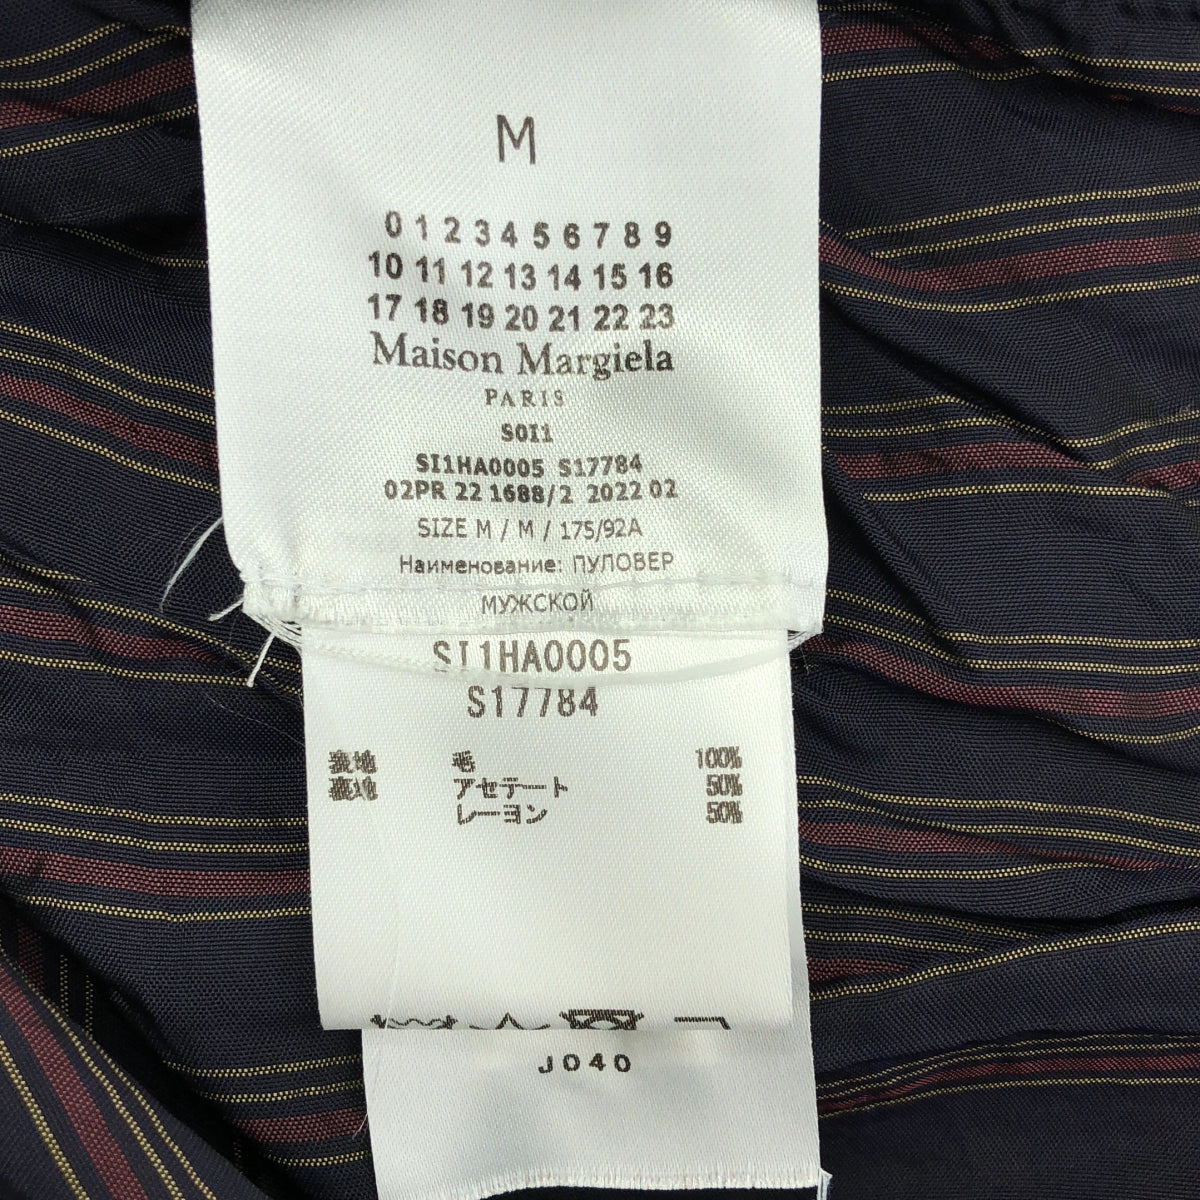 M
0 1 2 3 4 5 6 7 8 9
10 11 12 13 14 15 16
17 18 19 20 21 22 23
Maison Margiela
PARIS
S0I1
SI1HA0005 S17784
02PR 22 1688/2 2022 02
SIZE M / M / 175/92A
Наименование: ПУЛОВЕР
МУЖСКОЙ
SI1HA0005
S17784
表地 毛 100%
裏地 アセテート 50%
レーヨン 50%
J040